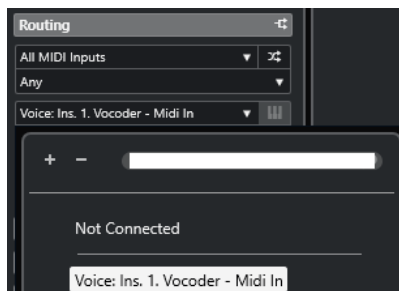 Routing
All MIDI Inputs
Any
Voice: Ins. 1. Vocoder - Midi In
+ −
Not Connected
Voice: Ins. 1. Vocoder - Midi In